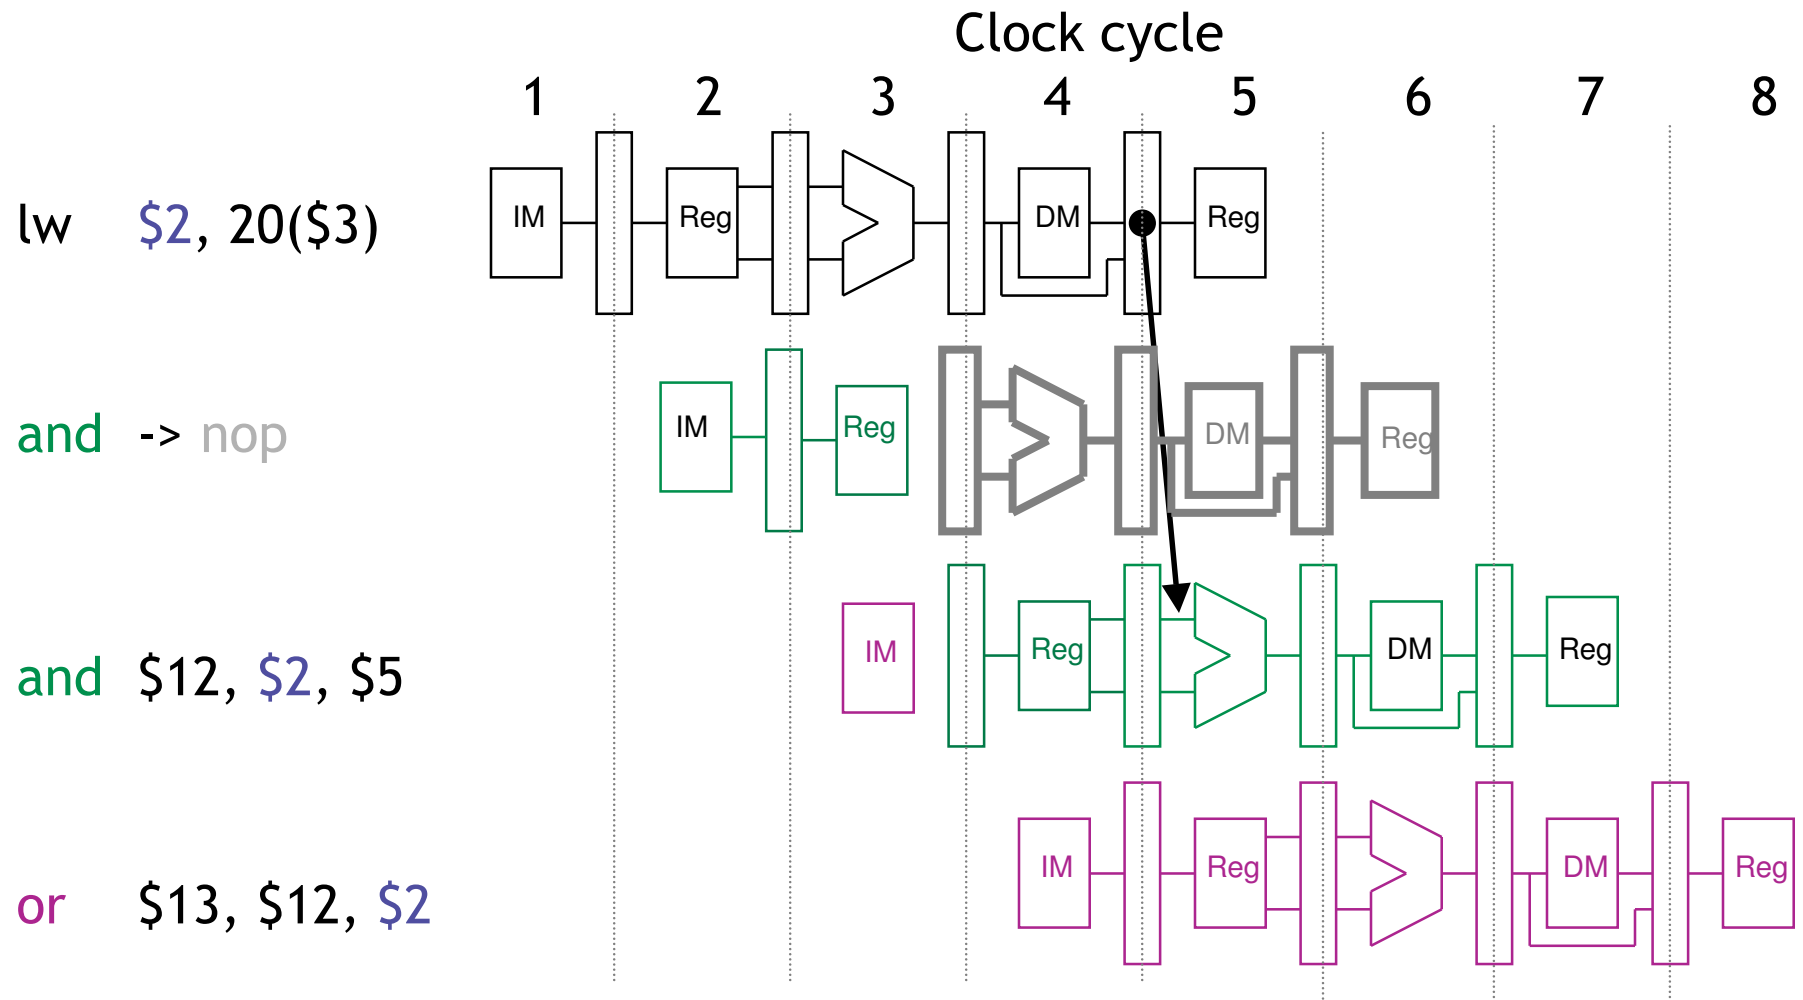 Clock cycle
1 2 3 4 5 6 7 8
lw $2, 20($3) IM Reg DM Reg
and -> nop IM Reg DM Reg
and $12, $2, $5 IM Reg DM Reg
or $13, $12, $2 IM Reg DM Reg